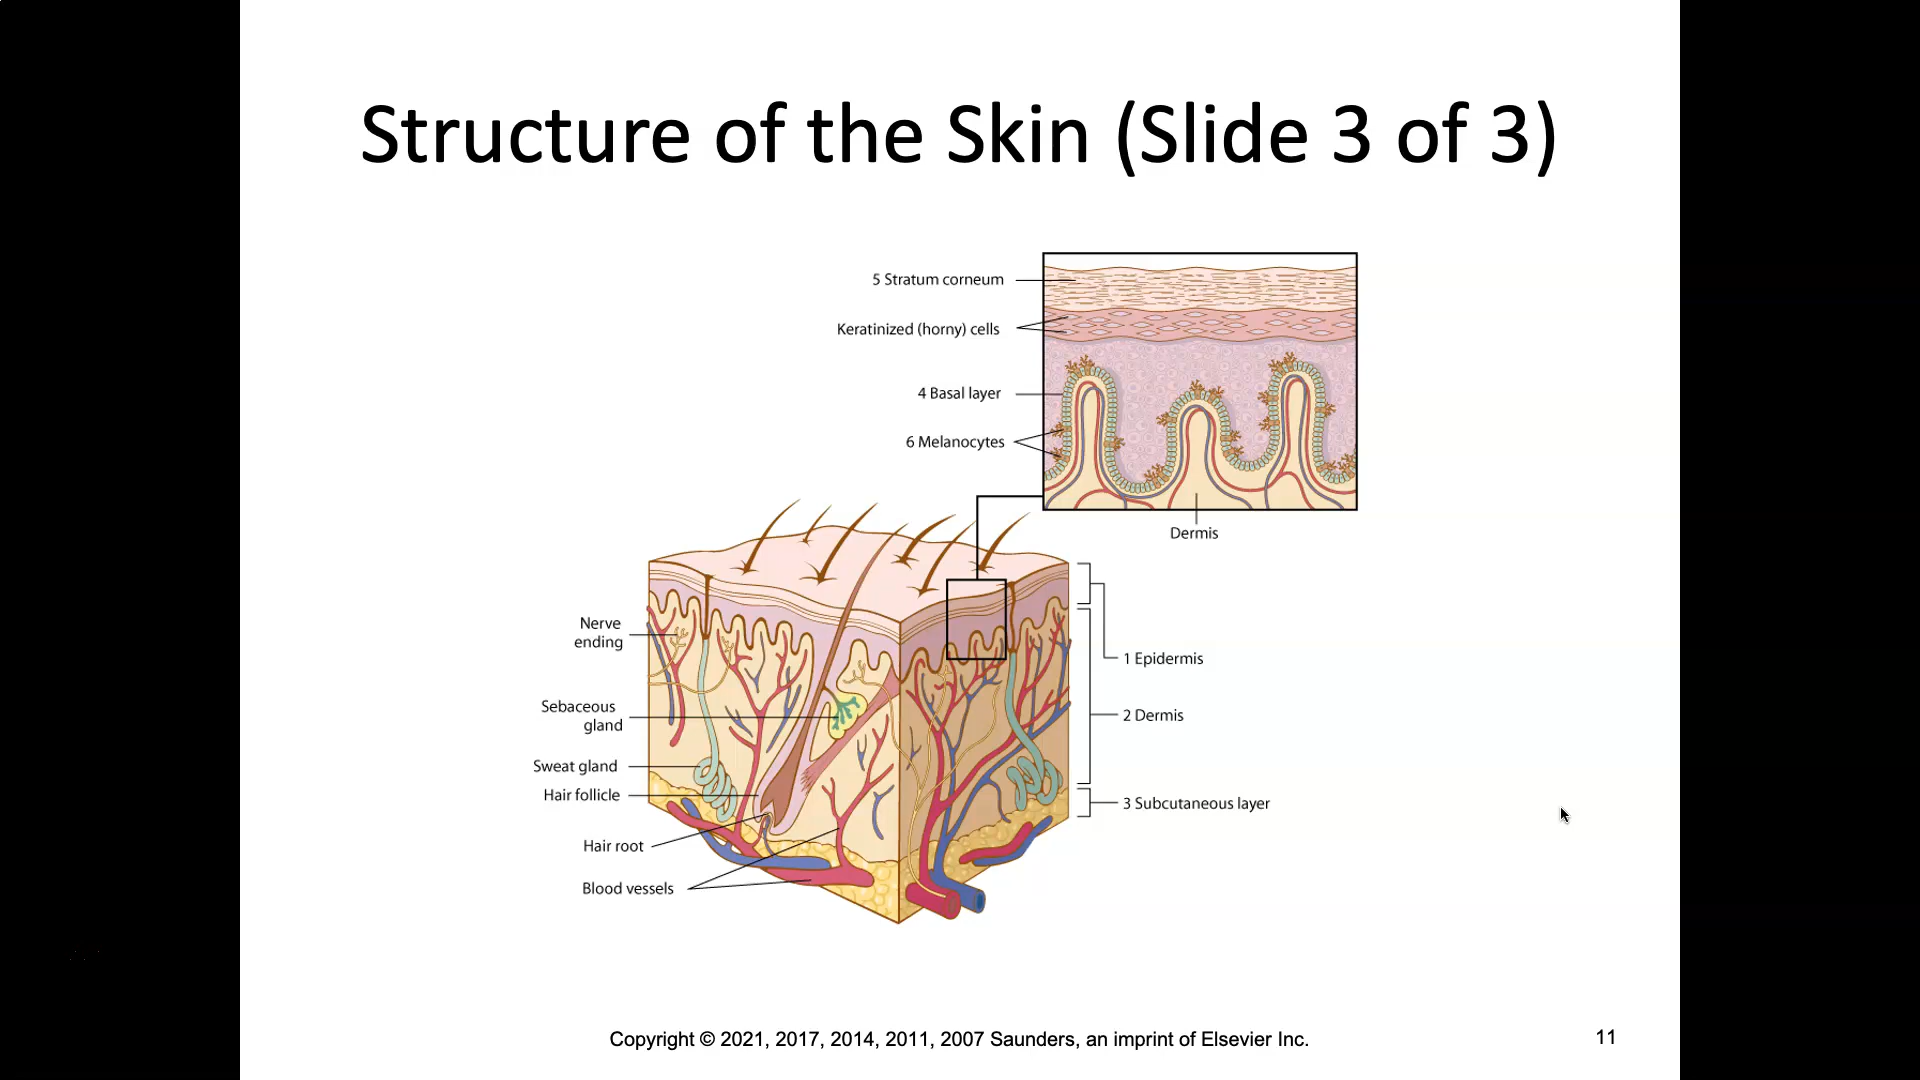 Structure of the Skin (Slide 3 of 3)
5 Stratum corneum
Keratinized (horny) cells
4 Basal layer
6 Melanocytes
Dermis
Nerve
ending
Sebaceous
gland
Sweat gland
Hair follicle
Hair root
Blood vessels
1 Epidermis
2 Dermis
3 Subcutaneous layer
Copyright © 2021, 2017, 2014, 2011, 2007 Saunders, an imprint of Elsevier Inc.
11